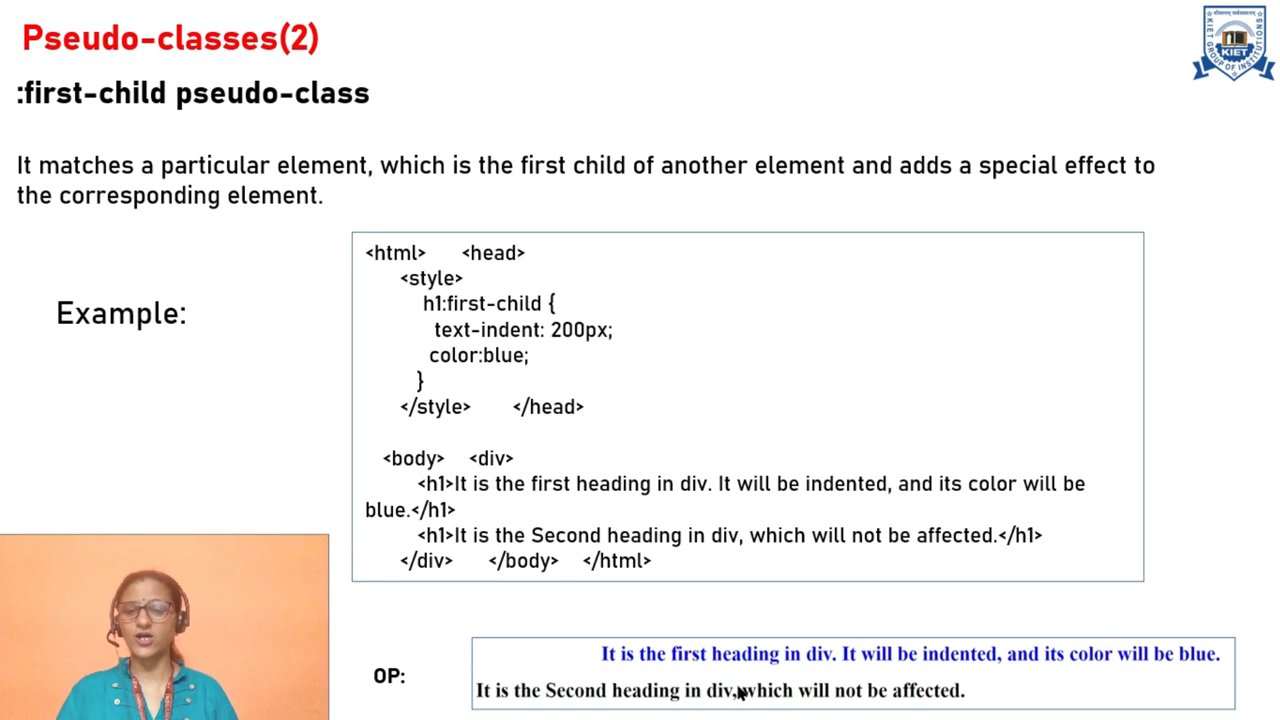 Pseudo-classes(2)
:first-child pseudo-class
It matches a particular element, which is the first child of another element and adds a special effect to
the corresponding element.
Example:
<html> <head>
<style>
h1:first-child {
text-indent: 200px;
color:blue;
}
</style> </head>
<body> <div>
<h1>It is the first heading in div. It will be indented, and its color will be
blue.</h1>
<h1>It is the Second heading in div, which will not be affected.</h1>
</div> </body> </html>
OP:
It is the first heading in div. It will be indented, and its color will be blue.
It is the Second heading in div, which will not be affected.
KIET
KIET GROUP OF INSTITUTIONS